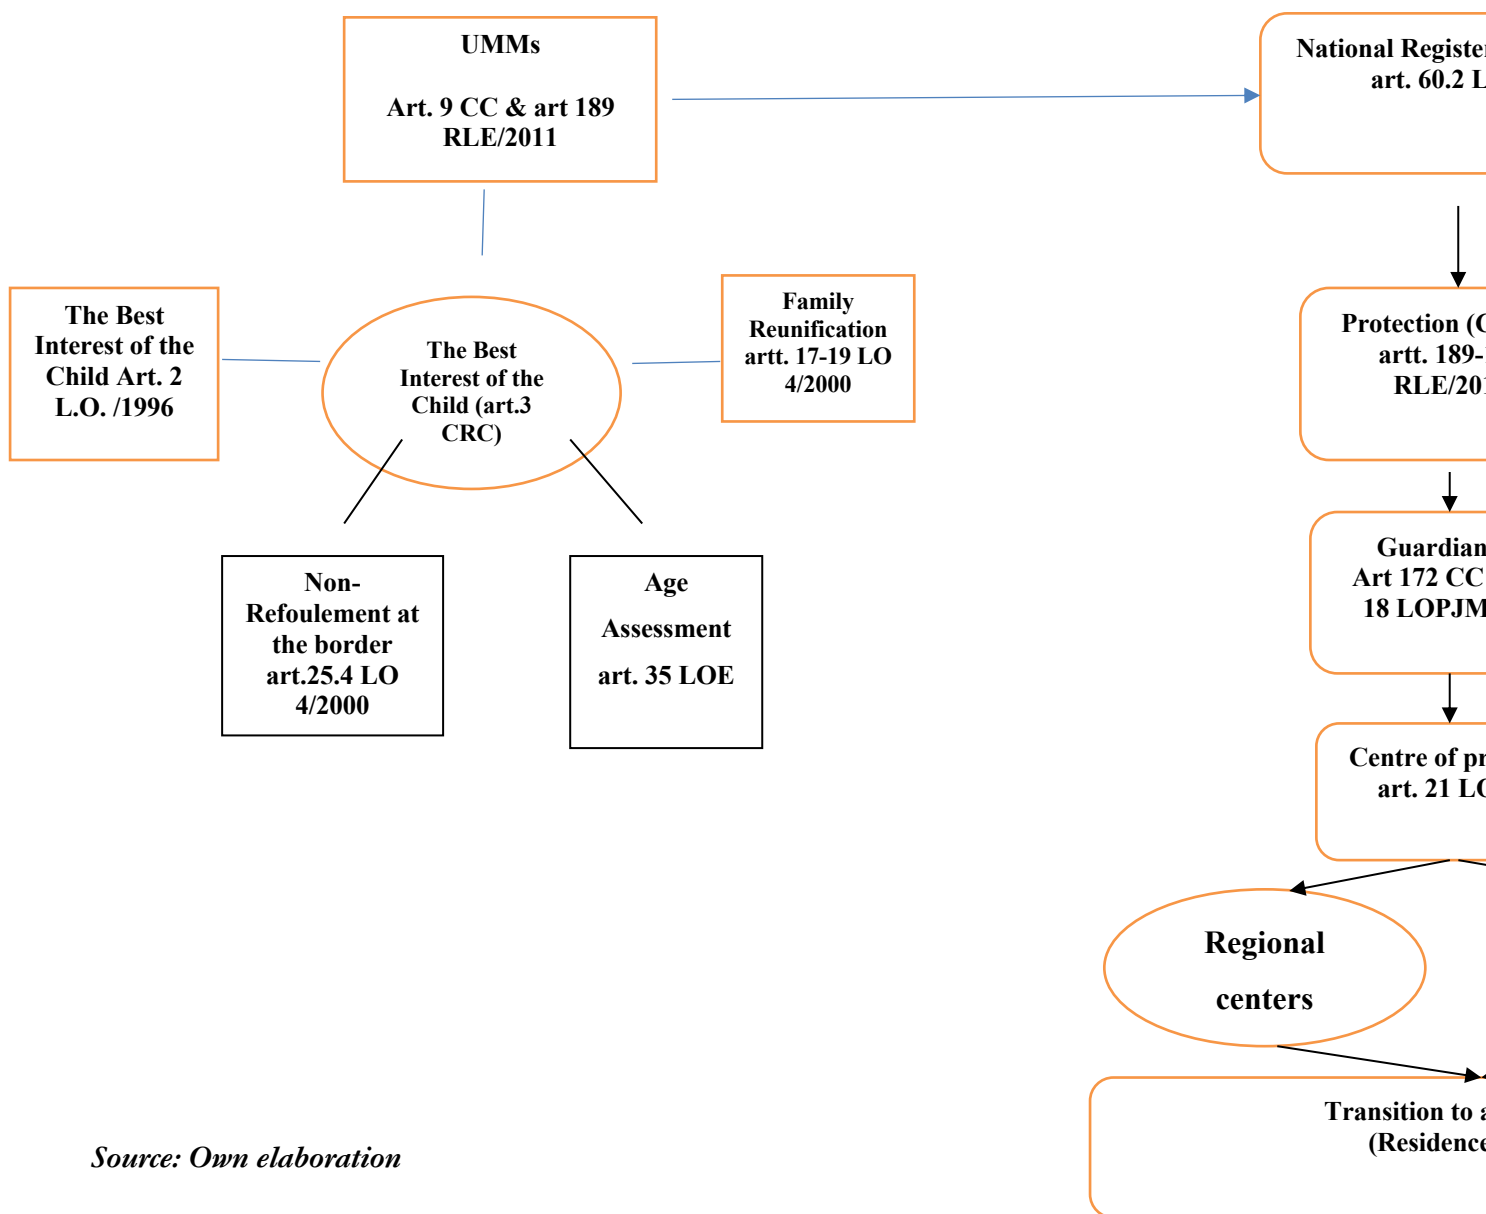 UMMs
Art. 9 CC & art 189
RLE/2011
National Register
art. 60.2 L
The Best
Interest of the
Child Art. 2
L.O. /1996
The Best
Interest of the
Child (art.3
CRC)
Family
Reunification
artt. 17-19 LO
4/2000
Protection (
artt. 189-
RLE/20
Non-
Refoulement at
the border
art.25.4 LO
4/2000
Age
Assessment
art. 35 LOE
Guardian
Art 172 CC
18 LOPJM
Centre of pr
art. 21 LO
Regional
centers
Transition to a
(Residence
Source: Own elaboration